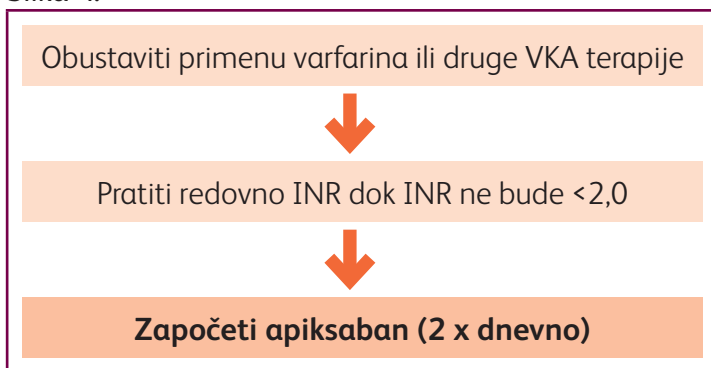 Obustaviti primenu varfarina ili druge VKA terapije
Pratiti redovno INR dok INR ne bude <2,0
Započeti apiksaban (2 x dnevno)